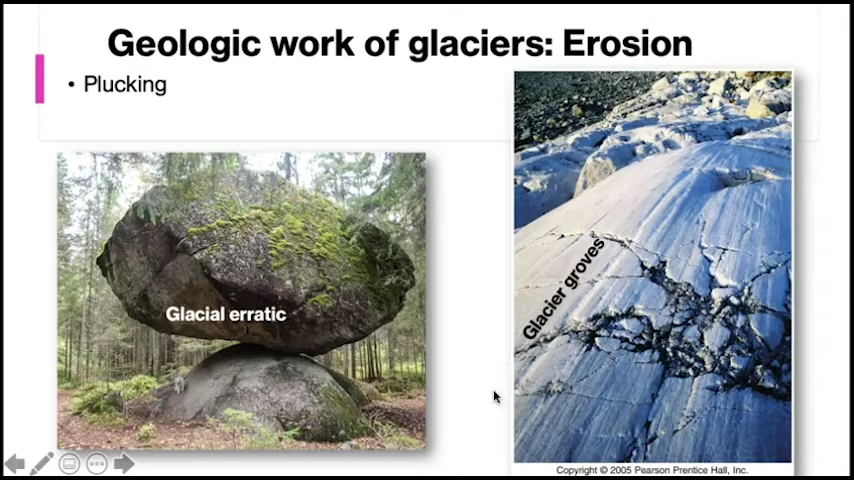 Geologic work of glaciers: Erosion
• Plucking
Glacial erratic
Glacier groves
Copyright © 2005 Pearson Prentice Hall, Inc.